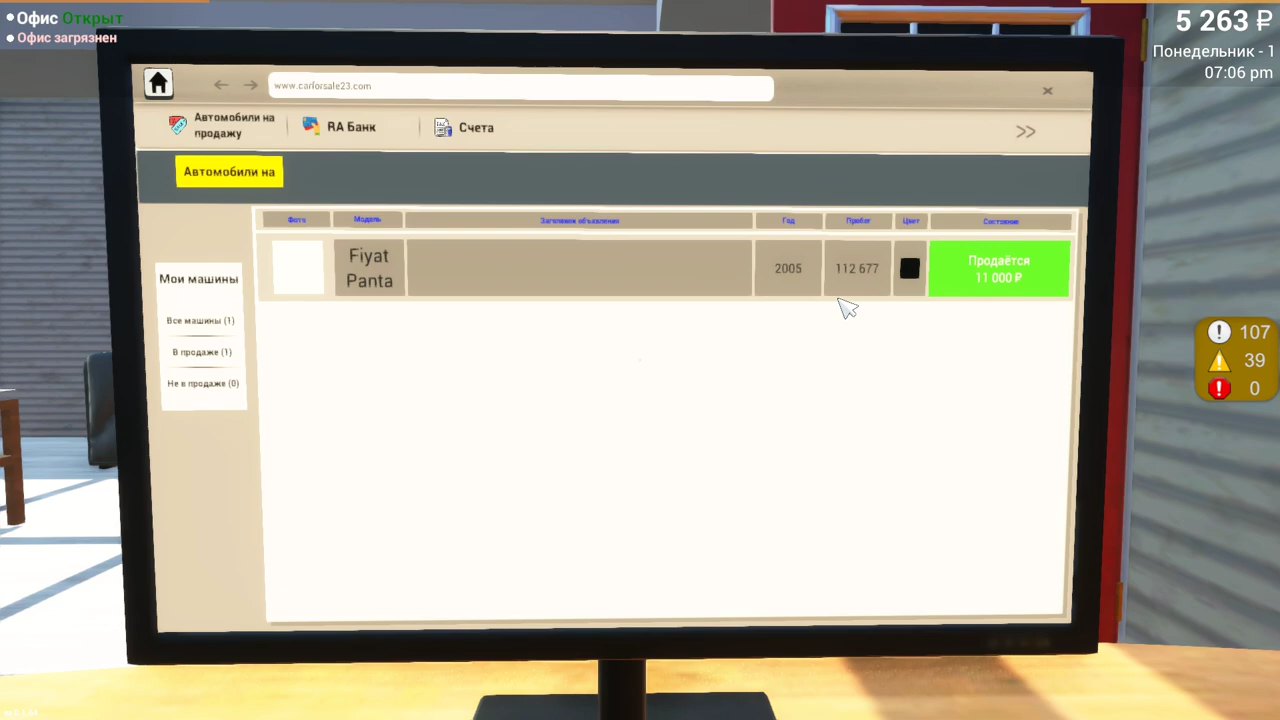 Офис Открыт
Офис загрязнен
5 263 ₽
Понедельник - 1
07:06 pm
www.carforsale23.com
Автомобили на
продажу
RA Банк
Счета
>>
Автомобили на
Фото
Модель
Заголовок объявления
Год
Пробег
Цвет
Состояние
Fiyat
Panta
2005
112 677
Продаётся
11 000 ₽
Мои машины
Все машины (1)
В продаже (1)
Не в продаже (0)
107
39
0